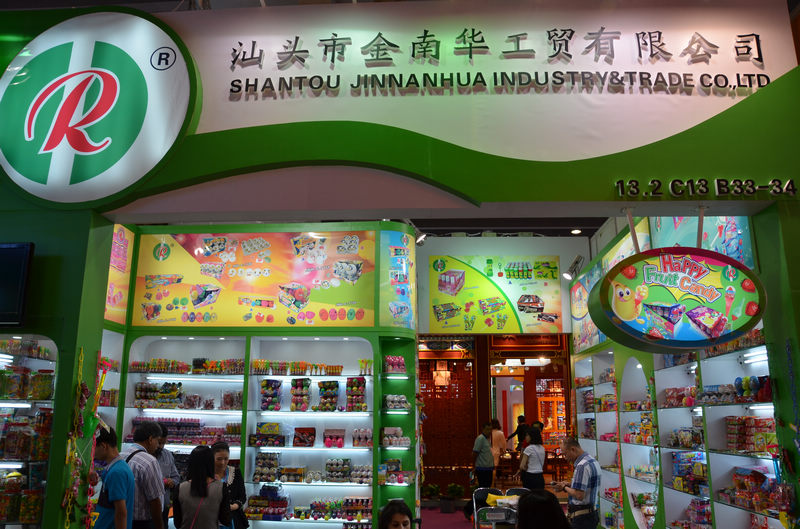 汕头市金南华工贸有限公司
R ®
SHANTOU JINNANHUA INDUSTRY&TRADE CO.,LTD
13.2 C13 B33-34
Happy
Fruit Candy